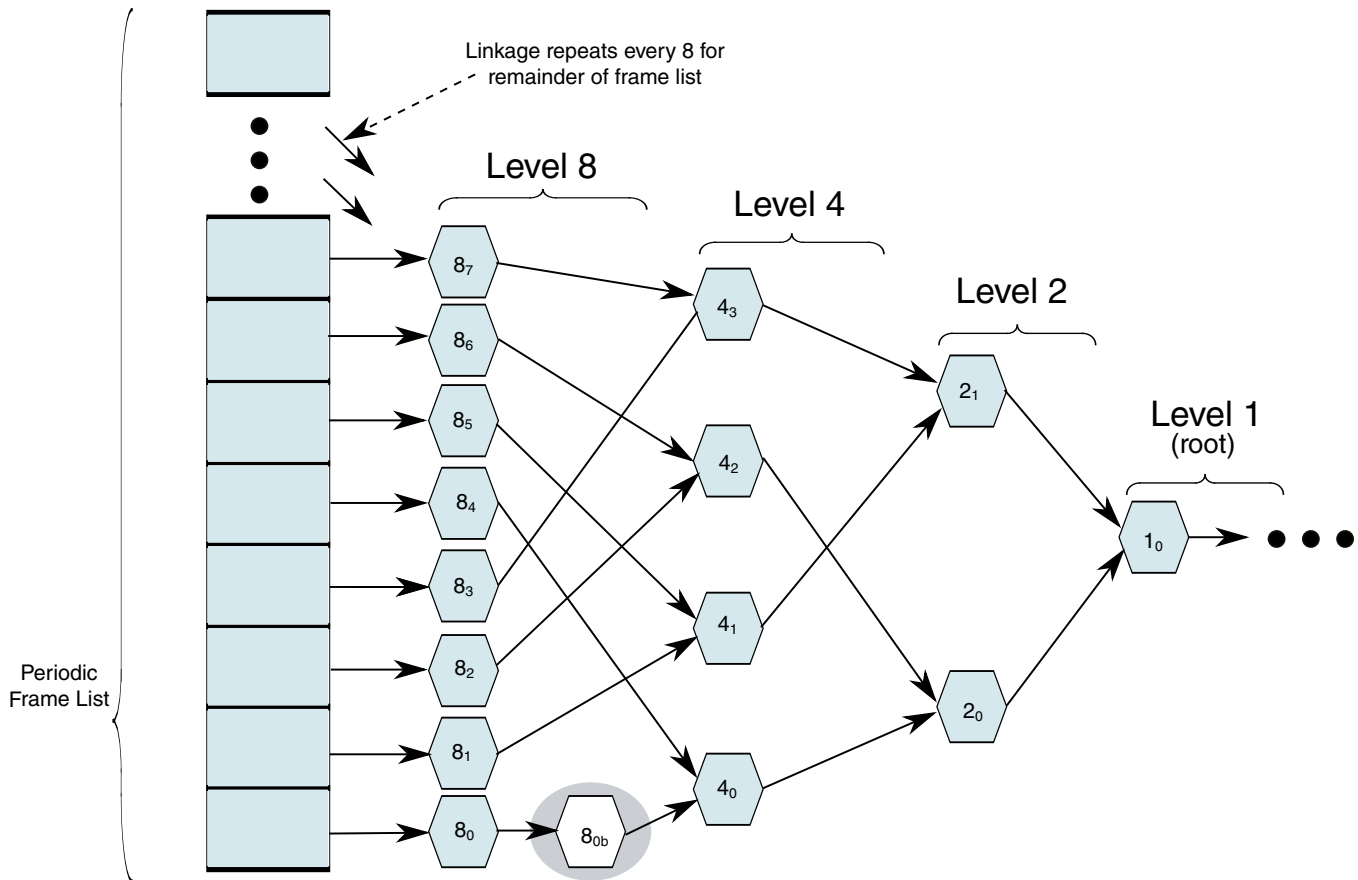 Linkage repeats every 8 for
remainder of frame list
Level 8
Level 4
Level 2
Level 1
(root)
8₇
8₆
8₅
8₄
8₃
8₂
8₁
8₀
8₀b
4₃
4₂
4₁
4₀
2₁
2₀
1₀
Periodic
Frame List